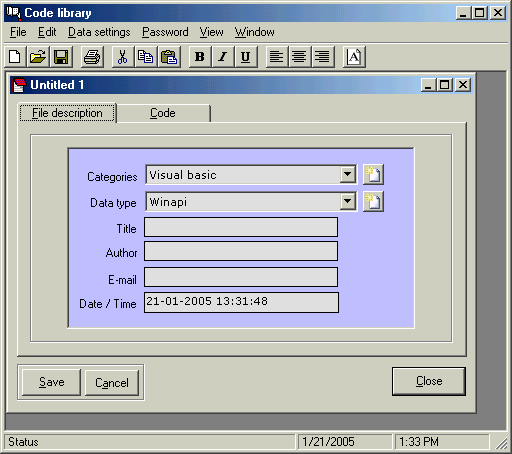 Code library
File Edit Data settings Password View Window
B I U A
Untitled 1
File description Code
Categories Visual basic
Data type Winapi
Title
Author
E-mail
Date / Time 21-01-2005 13:31:48
Save Cancel Close
Status 1/21/2005 1:33 PM